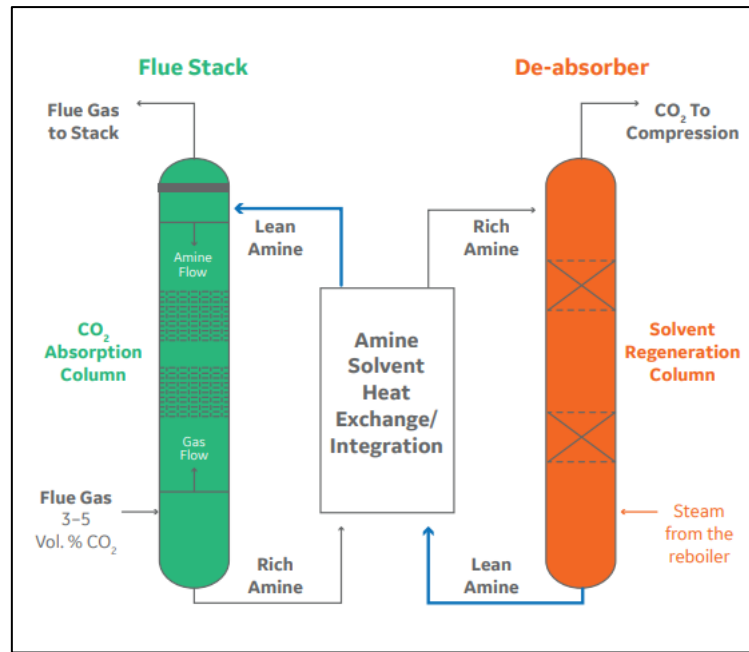 Flue Stack
De-absorber
Flue Gas
to Stack
CO₂ To
Compression
Lean
Amine
Rich
Amine
Amine
Flow
CO₂
Absorption
Column
Amine
Solvent
Heat
Exchange/
Integration
Solvent
Regeneration
Column
Gas
Flow
Flue Gas
3–5
Vol. % CO₂
Steam
from the
reboiler
Rich
Amine
Lean
Amine